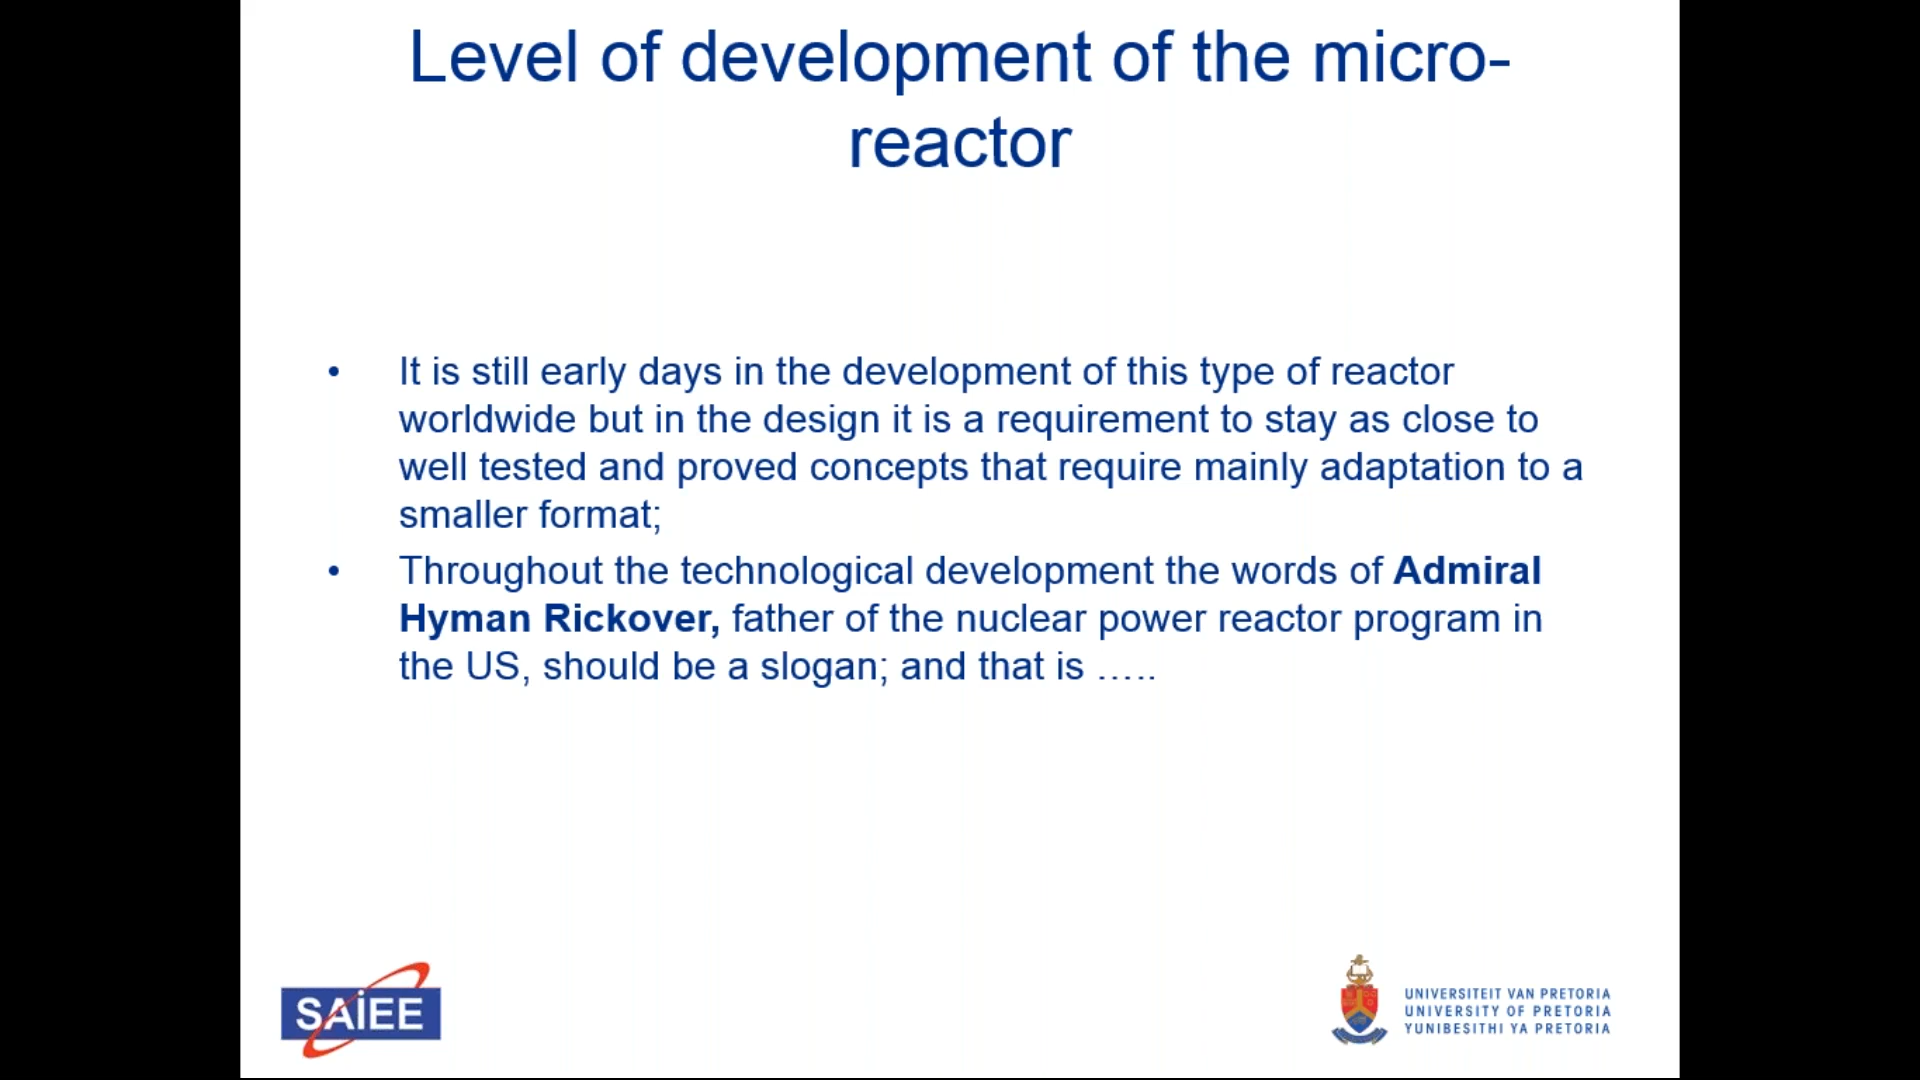 Level of development of the micro-
reactor
• It is still early days in the development of this type of reactor
worldwide but in the design it is a requirement to stay as close to
well tested and proved concepts that require mainly adaptation to a
smaller format;
• Throughout the technological development the words of Admiral
Hyman Rickover, father of the nuclear power reactor program in
the US, should be a slogan; and that is .....
SAIEE
UNIVERSITEIT VAN PRETORIA
UNIVERSITY OF PRETORIA
YUNIBESITHI YA PRETORIA